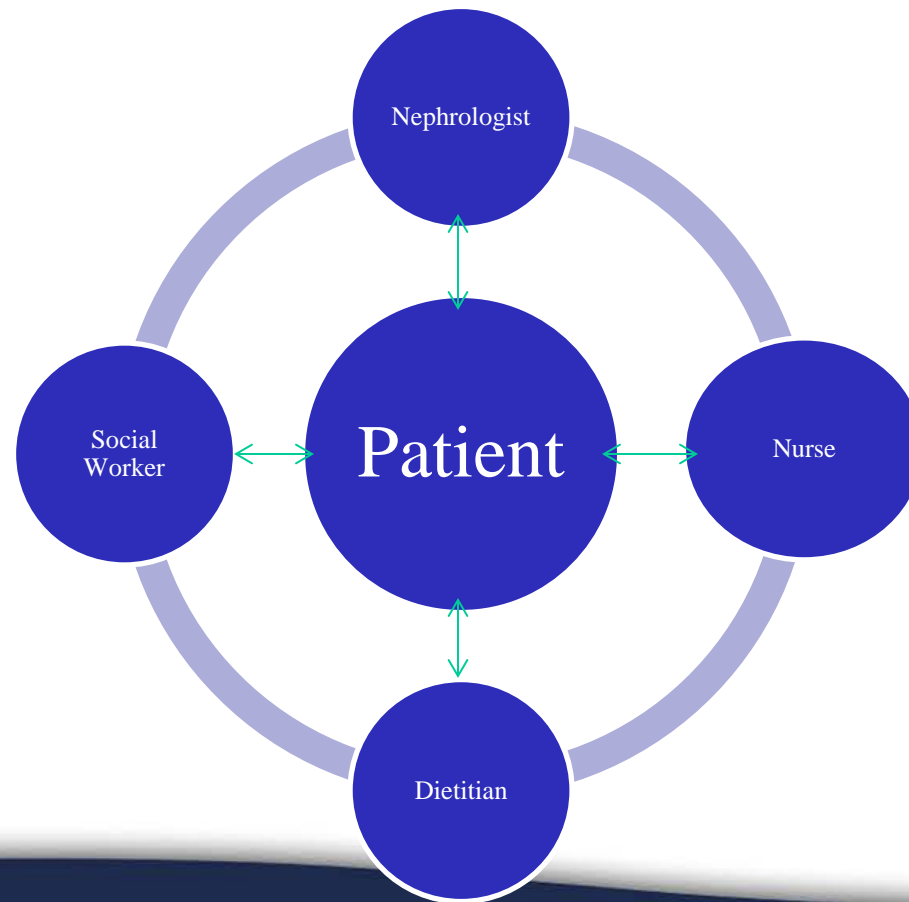 Nephrologist
Social
Worker
Patient
Nurse
Dietitian